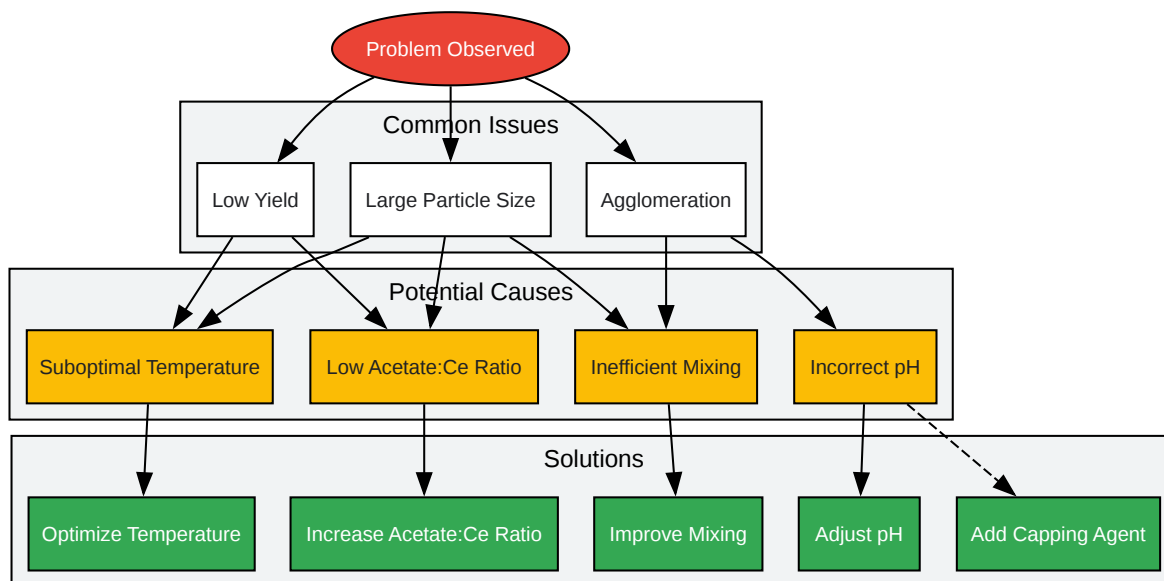 Problem Observed
Common Issues
Low Yield
Large Particle Size
Agglomeration
Potential Causes
Suboptimal Temperature
Low Acetate:Ce Ratio
Inefficient Mixing
Incorrect pH
Solutions
Optimize Temperature
Increase Acetate:Ce Ratio
Improve Mixing
Adjust pH
Add Capping Agent